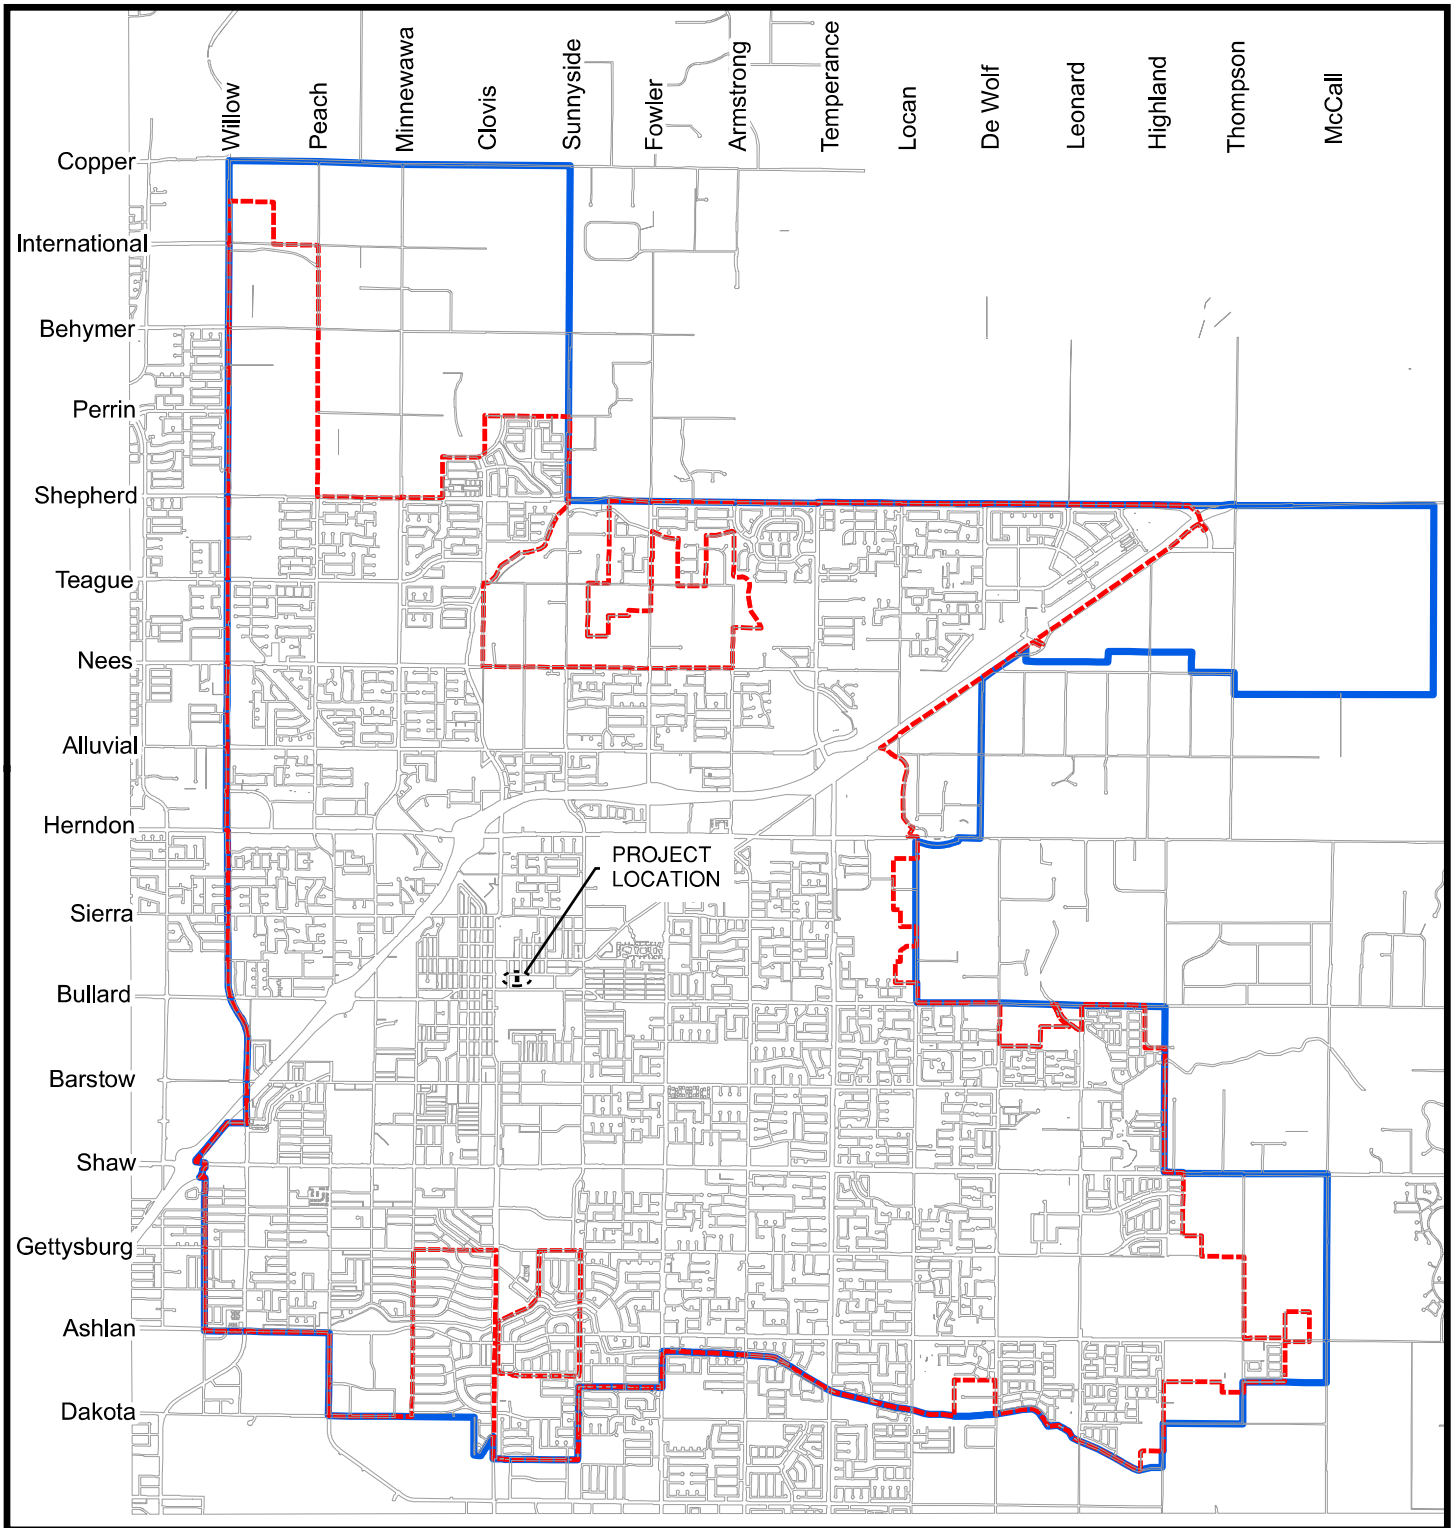 Willow
Peach
Minnewawa
Clovis
Sunnyside
Fowler
Armstrong
Temperance
Locan
De Wolf
Leonard
Highland
Thompson
McCall
Copper
International
Behymer
Perrin
Shepherd
Teague
Nees
Alluvial
Herndon
Sierra
Bullard
Barstow
Shaw
Gettysburg
Ashlan
Dakota
PROJECT
LOCATION